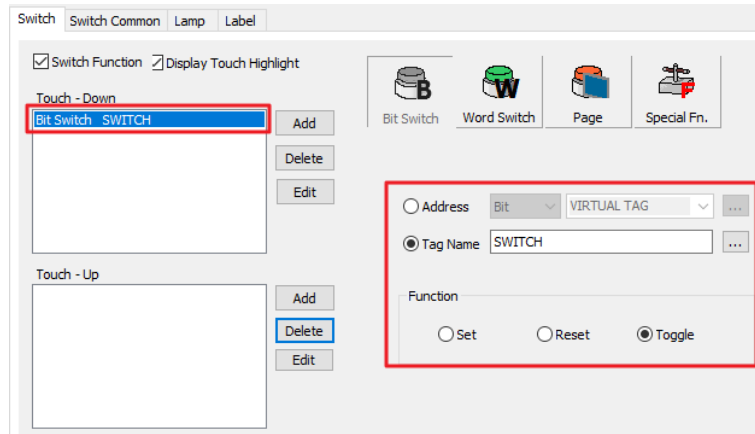 Switch Switch Common Lamp Label
Switch Function Display Touch Highlight
Touch - Down
Bit Switch SWITCH
Add
Delete
Edit
Touch - Up
Add
Delete
Edit
B W F
Bit Switch Word Switch Page Special Fn.
Address Bit VIRTUAL TAG ...
Tag Name SWITCH ...
Function
Set Reset Toggle